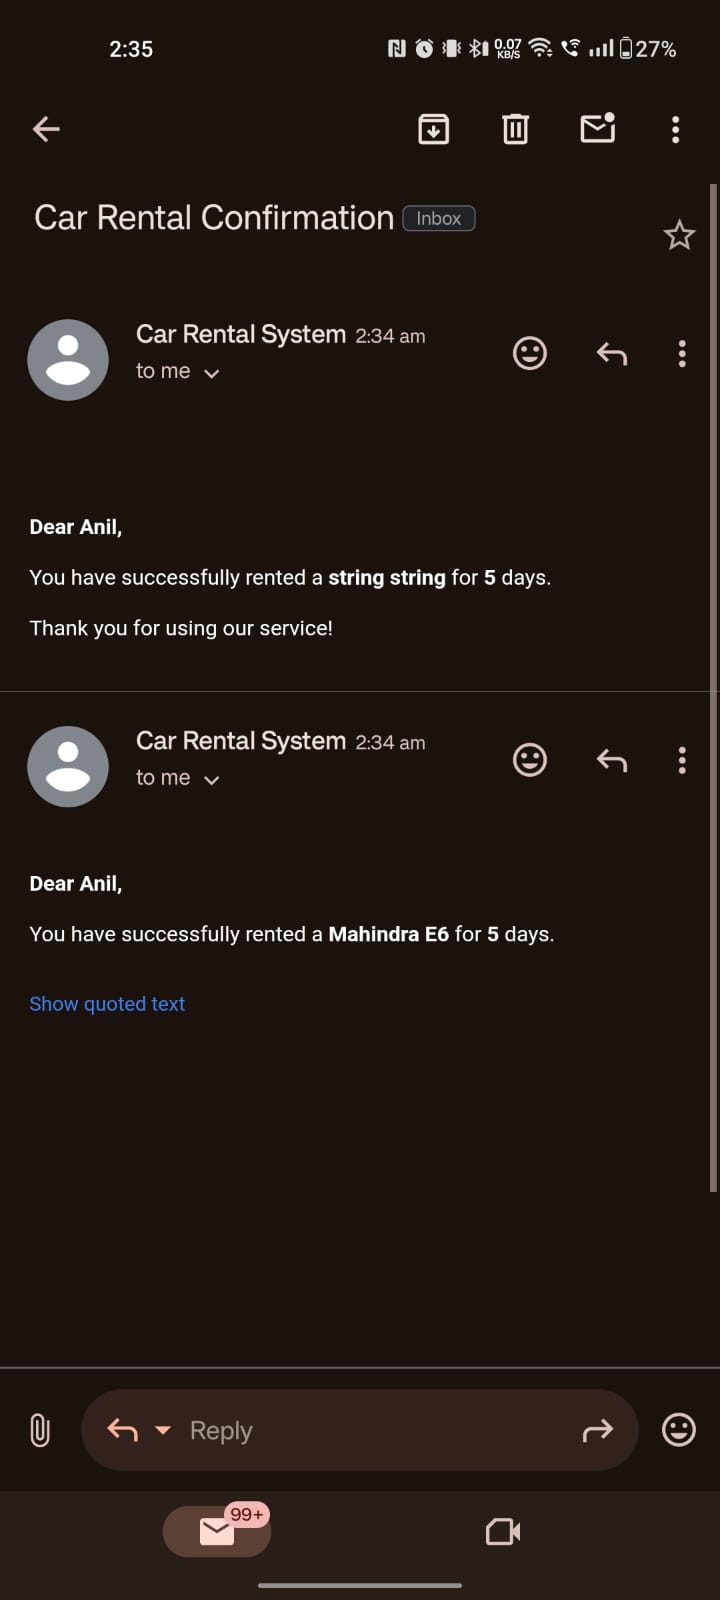 2:35 0.07 KB/S 27%
Car Rental Confirmation Inbox
Car Rental System 2:34 am
to me
Dear Anil,
You have successfully rented a string string for 5 days.
Thank you for using our service!
Car Rental System 2:34 am
to me
Dear Anil,
You have successfully rented a Mahindra E6 for 5 days.
Show quoted text
Reply
99+